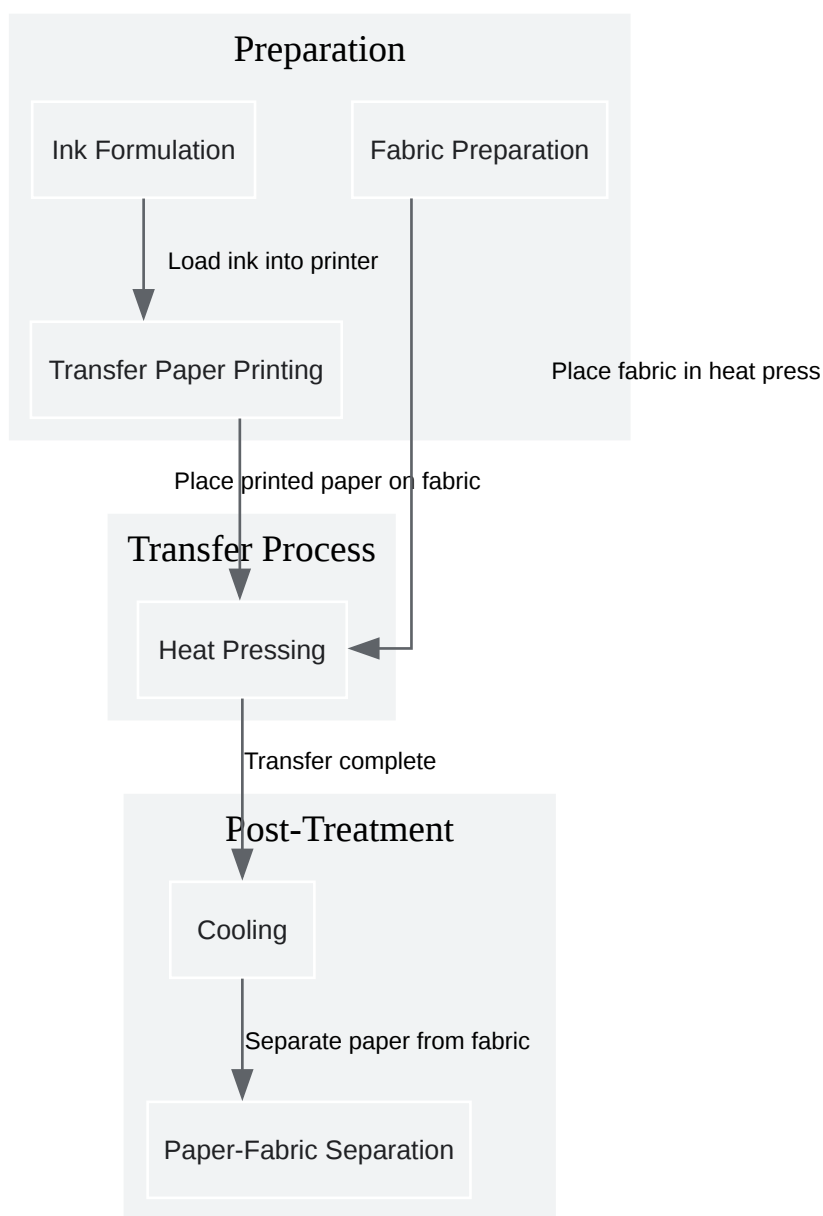 Preparation
Ink Formulation
Fabric Preparation
Load ink into printer
Transfer Paper Printing
Place fabric in heat press
Place printed paper on fabric
Transfer Process
Heat Pressing
Transfer complete
Post-Treatment
Cooling
Separate paper from fabric
Paper-Fabric Separation